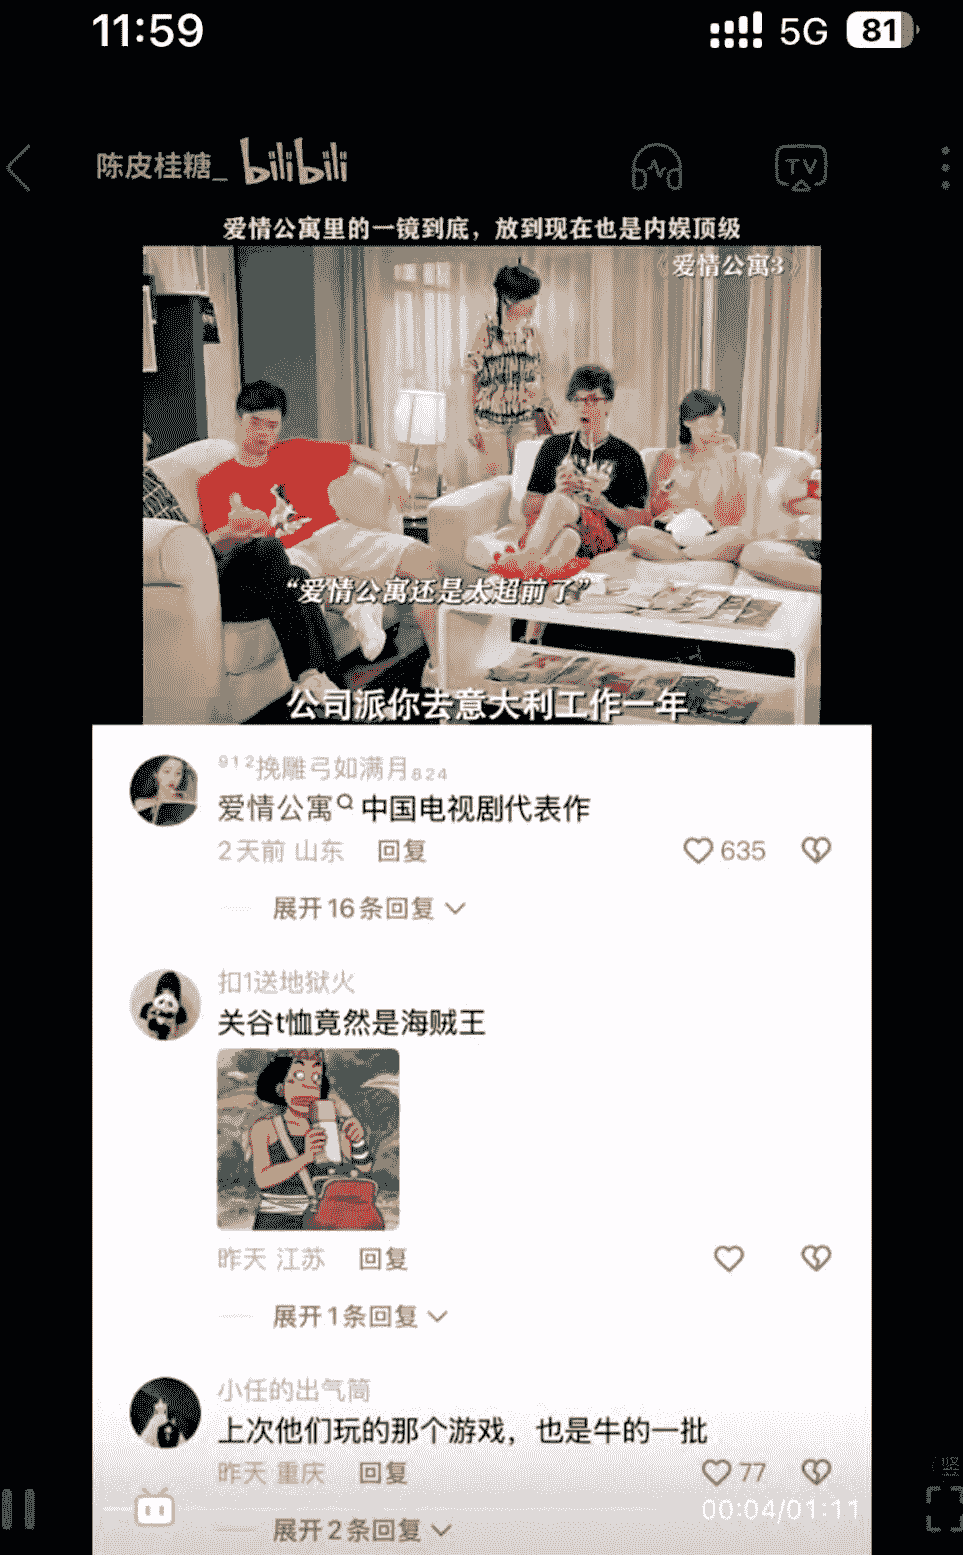 11:59
5G 81
陈皮桂糖_ bilibili
TV
爱情公寓里的一镜到底，放到现在也是内娱顶级
《爱情公寓3》
“爱情公寓还是太超前了”
公司派你去意大利工作一年
⁹¹²挽雕弓如满月₈₂₄
爱情公寓 中国电视剧代表作
2天前 山东 回复
635
展开16条回复
扣1送地狱火
关谷t恤竟然是海贼王
昨天 江苏 回复
展开1条回复
小任的出气筒
上次他们玩的那个游戏，也是牛的一批
昨天 重庆 回复
77
00:04/01:11
展开2条回复